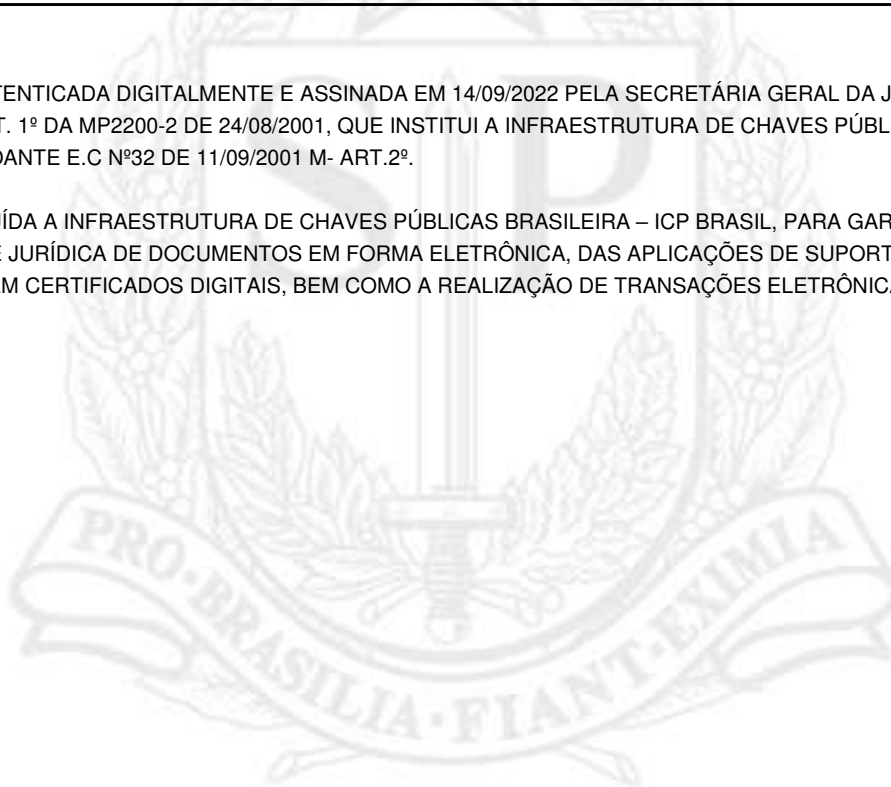 TENTICADA DIGITALMENTE E ASSINADA EM 14/09/2022 PELA SECRETÁRIA GERAL DA J
T. 1º DA MP2200-2 DE 24/08/2001, QUE INSTITUI A INFRAESTRUTURA DE CHAVES PÚBL
DANTE E.C Nº32 DE 11/09/2001 M- ART.2º.
ÍDA A INFRAESTRUTURA DE CHAVES PÚBLICAS BRASILEIRA – ICP BRASIL, PARA GAR
E JURÍDICA DE DOCUMENTOS EM FORMA ELETRÔNICA, DAS APLICAÇÕES DE SUPORT
EM CERTIFICADOS DIGITAIS, BEM COMO A REALIZAÇÃO DE TRANSAÇÕES ELETRÔNICA
SP
PRO·BRASILIA·FIANT·EXIMIA